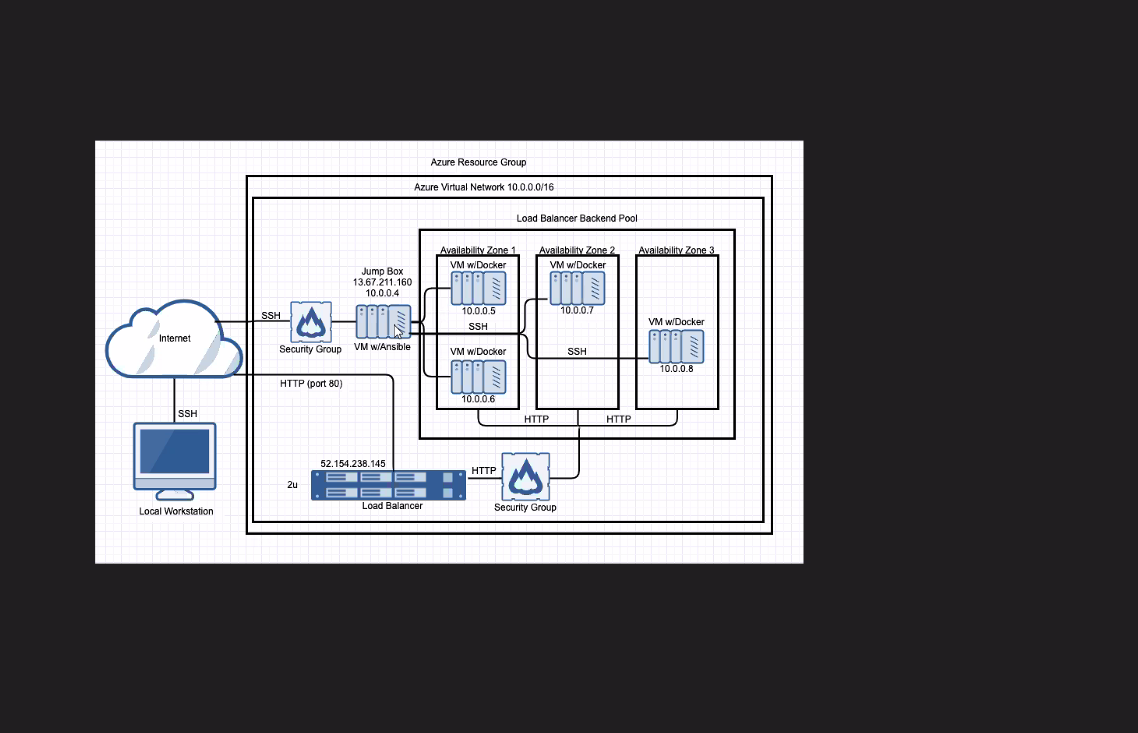 Azure Resource Group
Azure Virtual Network 10.0.0.0/16
Load Balancer Backend Pool
Availability Zone 1
Availability Zone 2
Availability Zone 3
VM w/Docker
10.0.0.5
VM w/Docker
10.0.0.7
VM w/Docker
10.0.0.8
VM w/Docker
10.0.0.6
Jump Box
13.67.211.160
10.0.0.4
VM w/Ansible
SSH
Security Group
Internet
SSH
SSH
HTTP (port 80)
SSH
Local Workstation
HTTP
HTTP
52.154.238.145
2u
Load Balancer
HTTP
Security Group